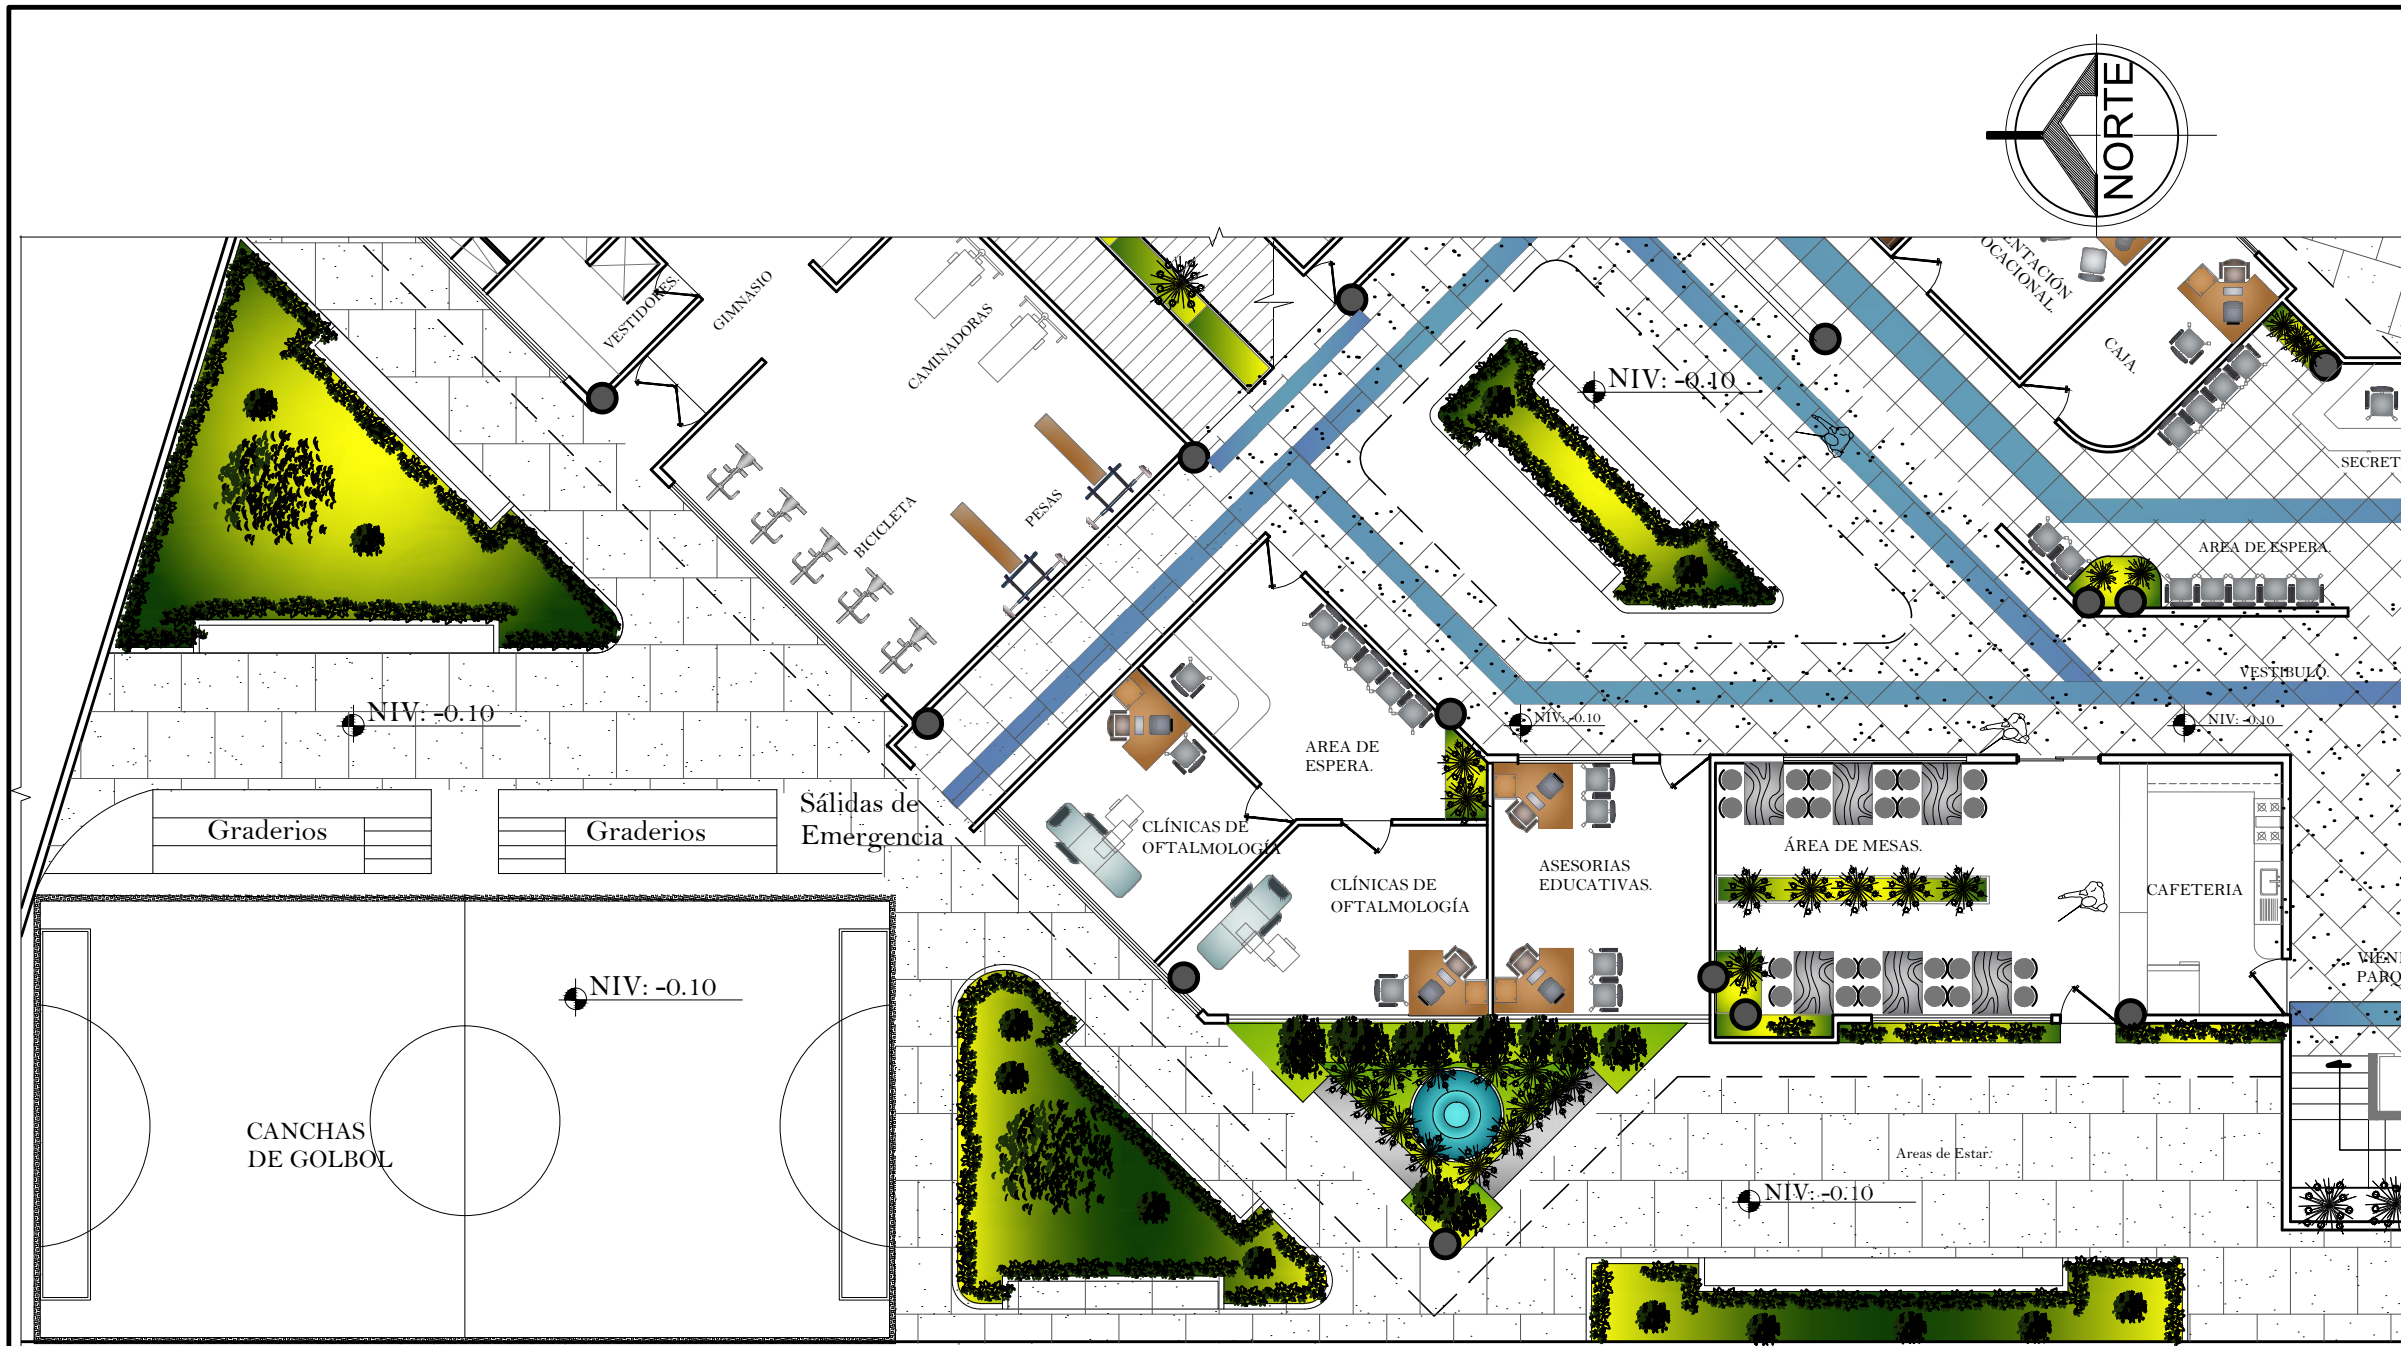 NORTE
VESTIDORES.
GIMNASIO
CAMINADORAS
BICICLETA
PESAS
NIV: -0.10
CAJA.
AREA DE ESPERA.
VESTIBULO.
NIV: -0.10
NIV: -0.10
NIV: -0.10
AREA DE
ESPERA.
Graderios
Graderios
Sálidas de
Emergencia
CLÍNICAS DE
OFTALMOLOGÍA
CLÍNICAS DE
OFTALMOLOGÍA
ASESORIAS
EDUCATIVAS.
ÁREA DE MESAS.
CAFETERIA
NIV: -0.10
CANCHAS
DE GOLBOL
Areas de Estar.
NIV: -0.10